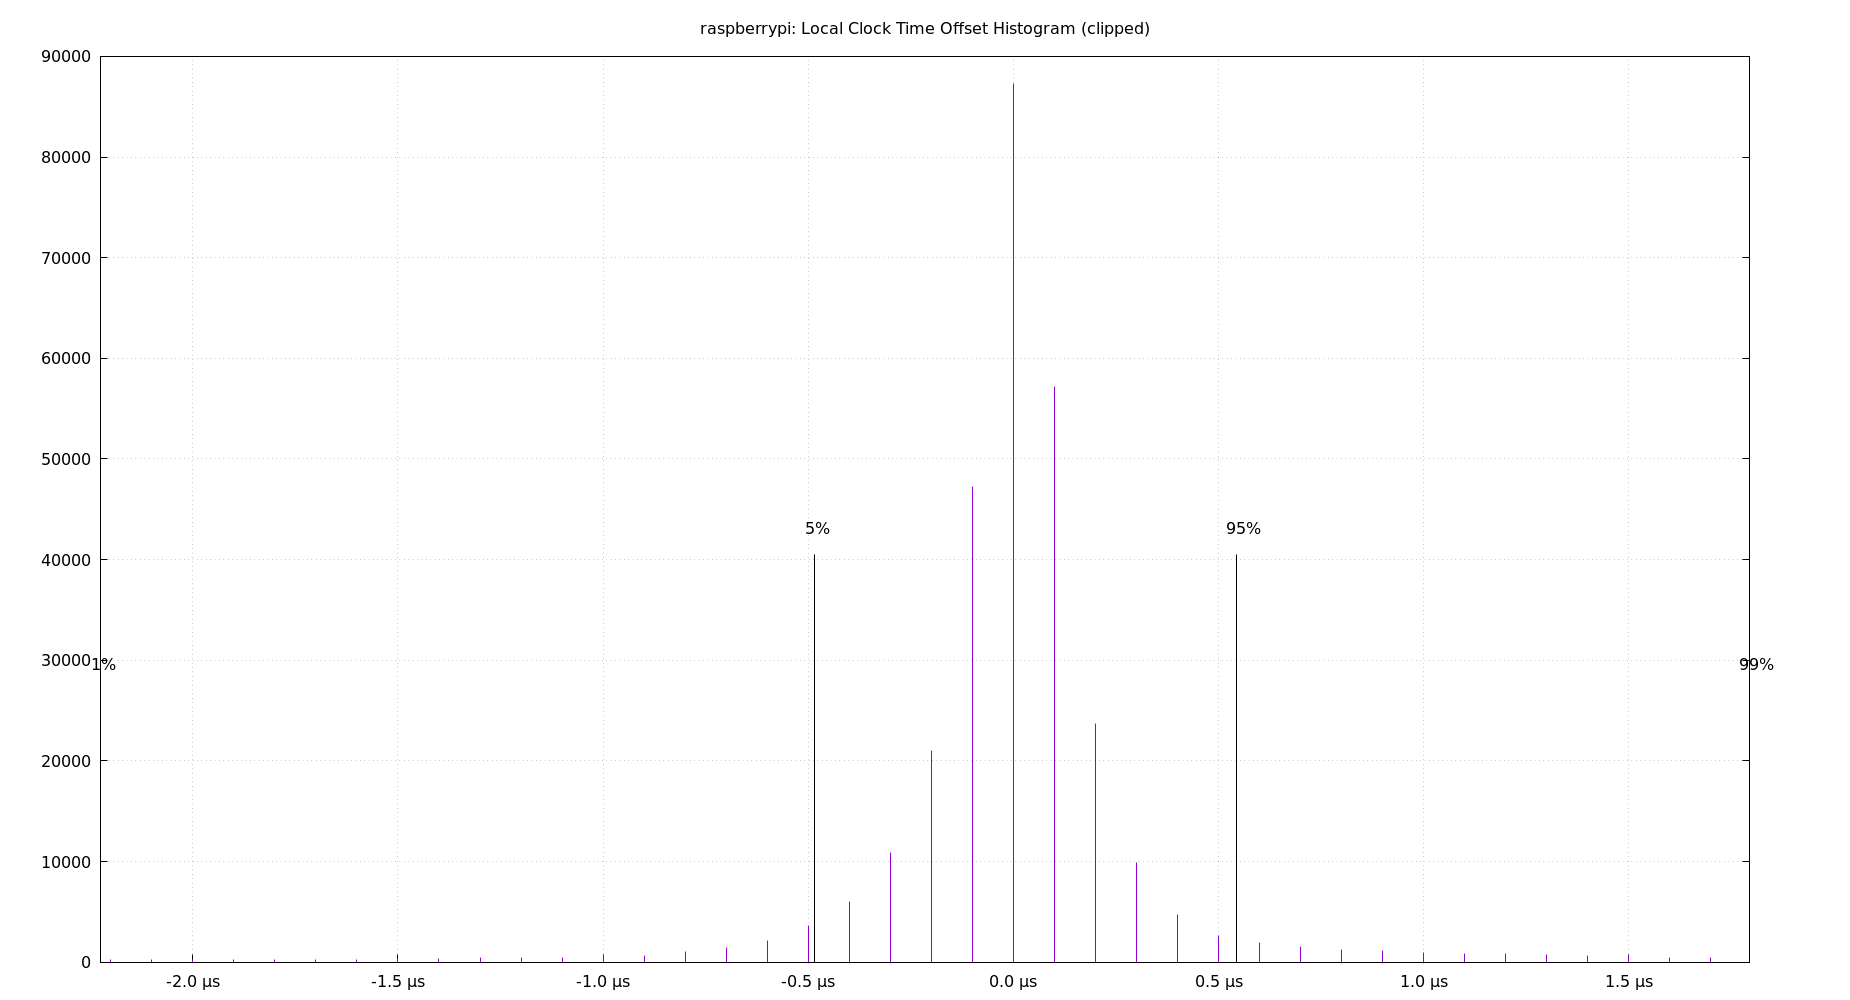 raspberrypi: Local Clock Time Offset Histogram (clipped)
90000
80000
70000
60000
50000
5%
95%
40000
30000
1%
99%
20000
10000
0
-2.0 µs
-1.5 µs
-1.0 µs
-0.5 µs
0.0 µs
0.5 µs
1.0 µs
1.5 µs